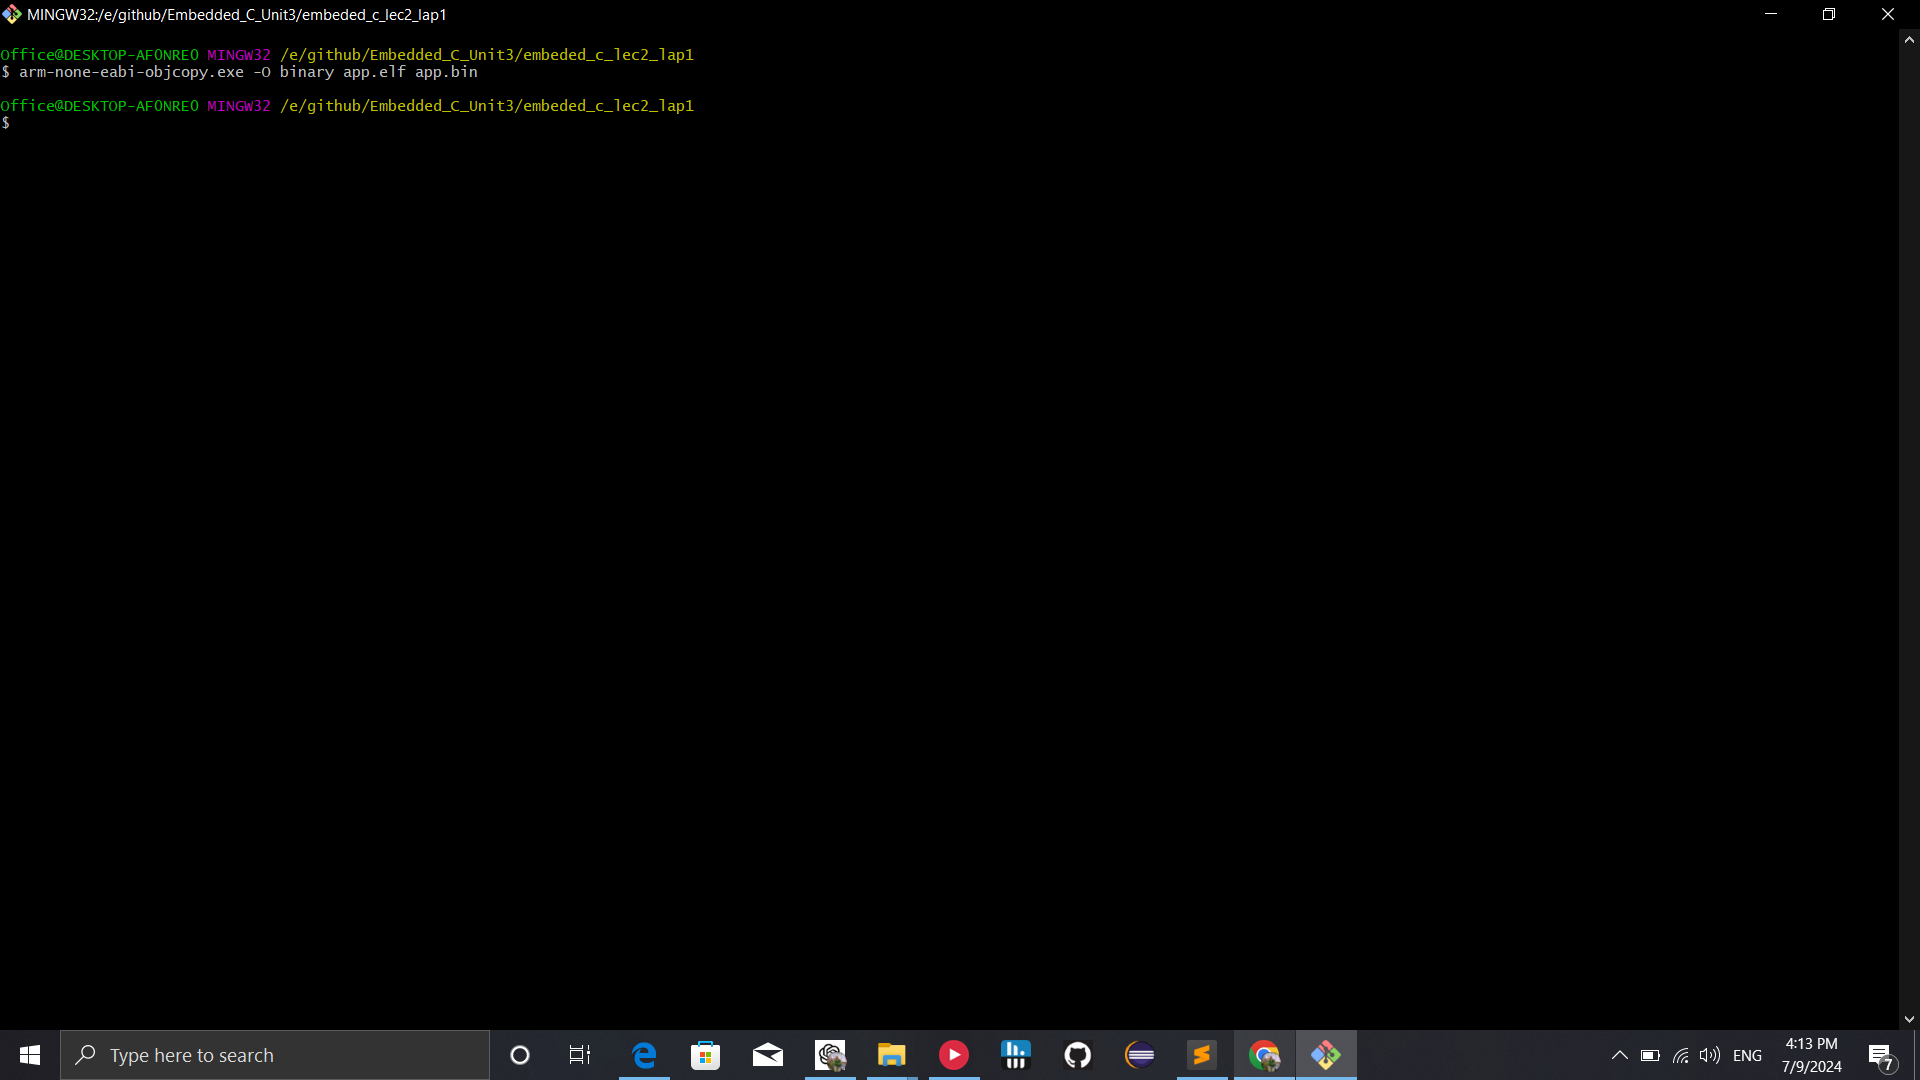 MINGW32:/e/github/Embedded_C_Unit3/embeded_c_lec2_lap1
Office@DESKTOP-AF0NRE0 MINGW32 /e/github/Embedded_C_Unit3/embeded_c_lec2_lap1
$ arm-none-eabi-objcopy.exe -O binary app.elf app.bin
Office@DESKTOP-AF0NRE0 MINGW32 /e/github/Embedded_C_Unit3/embeded_c_lec2_lap1
$
Type here to search
ENG
4:13 PM
7/9/2024
7